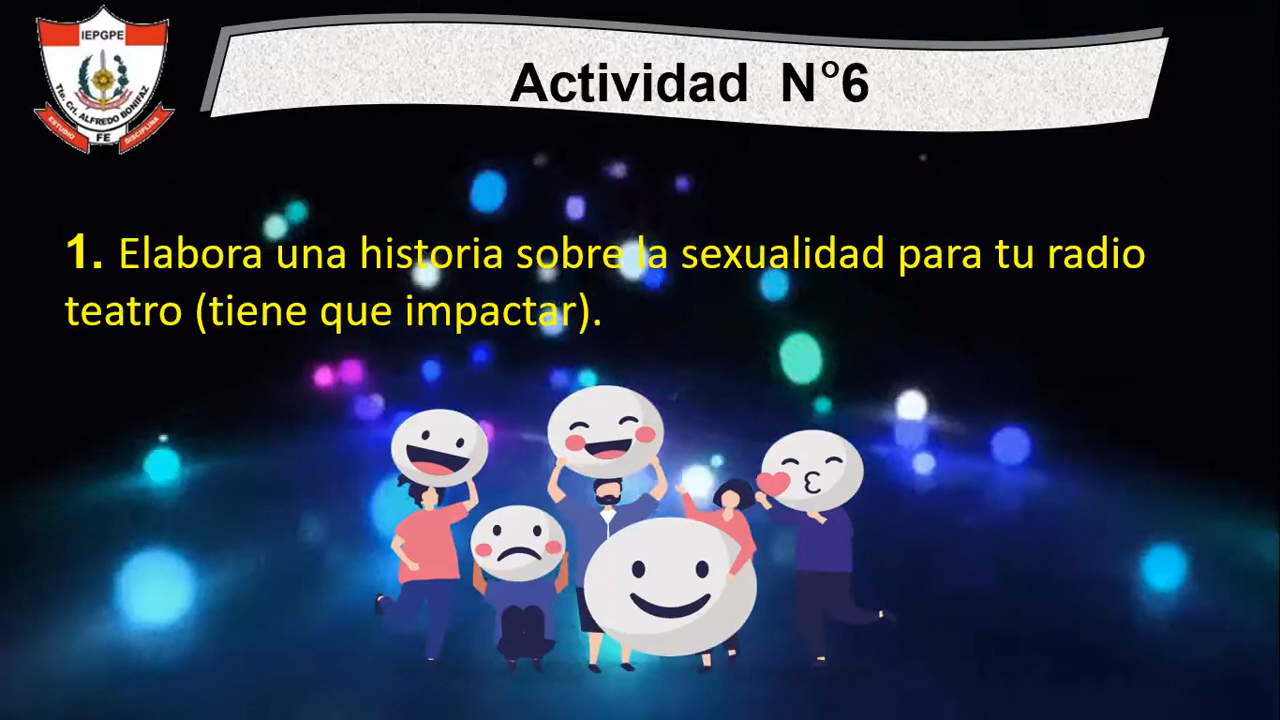 IEPGPE
Tte. Crl. ALFREDO BONIFAZ
ESTUDIO
FE
DISCIPLINA
Actividad N°6
1. Elabora una historia sobre la sexualidad para tu radio
teatro (tiene que impactar).